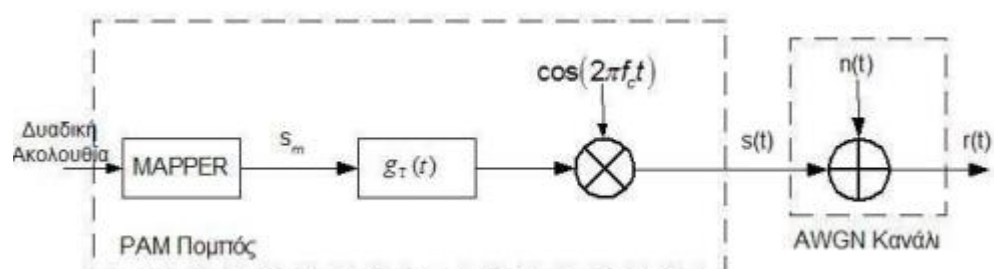 cos(2πf_c t)
n(t)
Δυαδική
Ακολουθία
s_m
s(t)
r(t)
MAPPER
g_T(t)
PAM Πομπός
AWGN Κανάλι